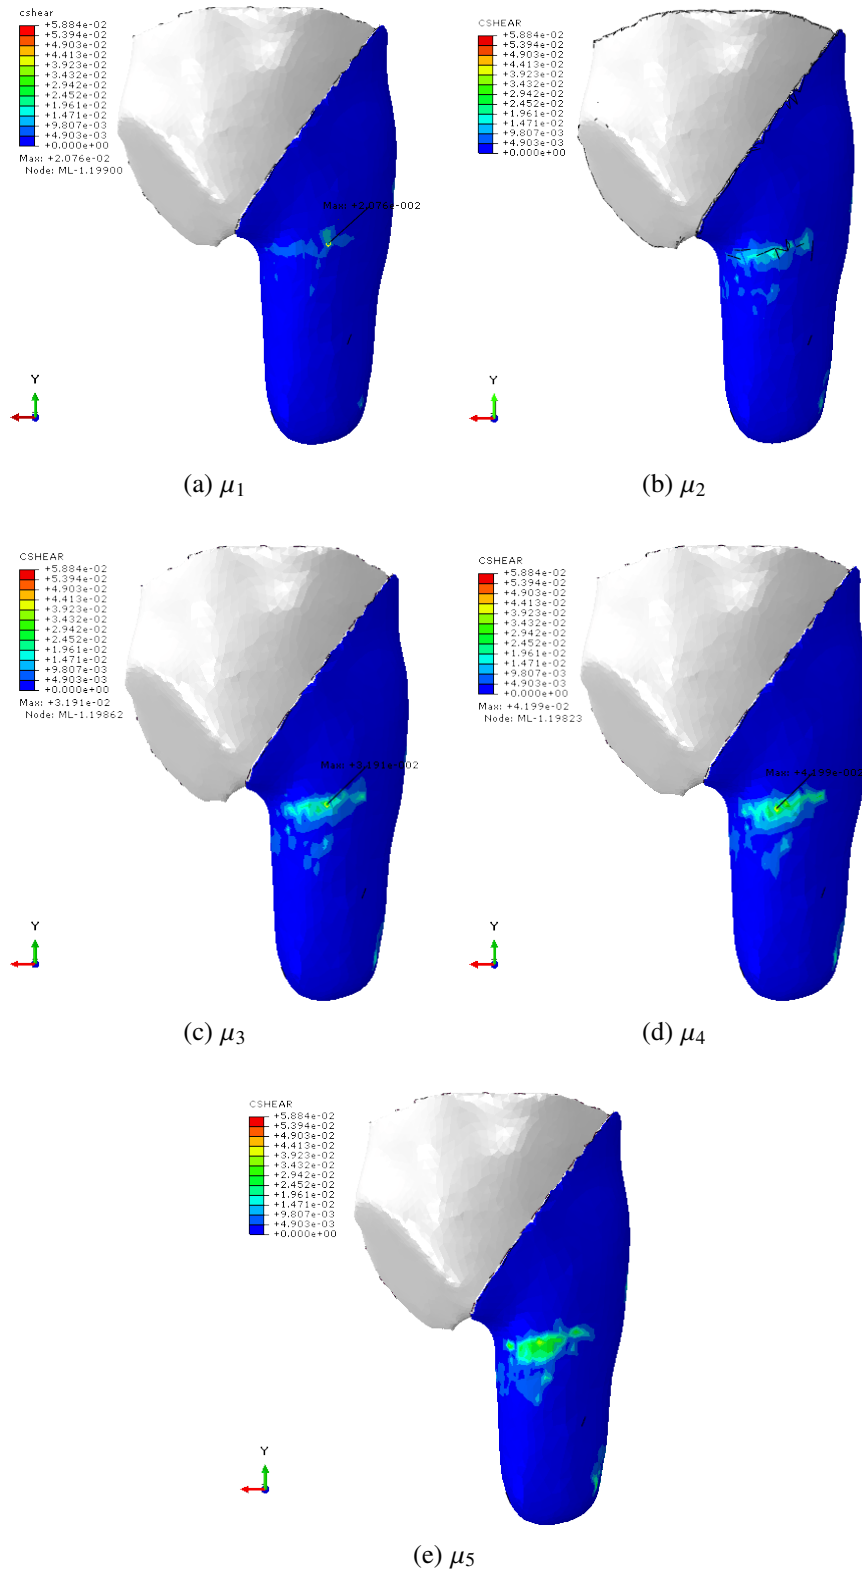 cshear
+5.884e-02
+5.394e-02
+4.903e-02
+4.413e-02
+3.923e-02
+3.432e-02
+2.942e-02
+2.452e-02
+1.961e-02
+1.471e-02
+9.807e-03
+4.903e-03
+0.000e+00
Max: +2.076e-02
Node: ML-1.19900
Max: +2.076e-002
Y
(a) μ1
CSHEAR
+5.884e-02
+5.394e-02
+4.903e-02
+4.413e-02
+3.923e-02
+3.432e-02
+2.942e-02
+2.452e-02
+1.961e-02
+1.471e-02
+9.807e-03
+4.903e-03
+0.000e+00
Y
(b) μ2
CSHEAR
+5.884e-02
+5.394e-02
+4.903e-02
+4.413e-02
+3.923e-02
+3.432e-02
+2.942e-02
+2.452e-02
+1.961e-02
+1.471e-02
+9.807e-03
+4.903e-03
+0.000e+00
Max: +3.191e-02
Node: ML-1.19862
Max: +3.191e-002
Y
(c) μ3
CSHEAR
+5.884e-02
+5.394e-02
+4.903e-02
+4.413e-02
+3.923e-02
+3.432e-02
+2.942e-02
+2.452e-02
+1.961e-02
+1.471e-02
+9.807e-03
+4.903e-03
+0.000e+00
Max: +4.199e-02
Node: ML-1.19823
Max: +4.199e-002
Y
(d) μ4
CSHEAR
+5.884e-02
+5.394e-02
+4.903e-02
+4.413e-02
+3.923e-02
+3.432e-02
+2.942e-02
+2.452e-02
+1.961e-02
+1.471e-02
+9.807e-03
+4.903e-03
+0.000e+00
Y
(e) μ5